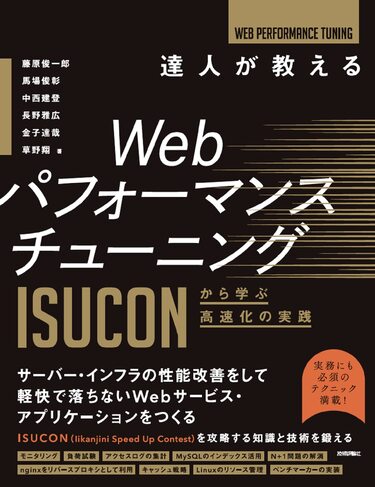 WEB PERFORMANCE TUNING
藤原俊一郎
馬場俊彰
中西建登
長野雅広
金子達哉
草野翔 著
達人が教える
Web
パフォーマンス
チューニング
ISUCON
から学ぶ
高速化の実践
サーバー・インフラの性能改善をして
軽快で落ちないWebサービス・
アプリケーションをつくる
実務にも
必須の
テクニック
満載!
ISUCON(Iikanjini Speed Up Contest)を攻略する知識と技術を鍛える
モニタリング 負荷試験 アクセスログの集計 MySQLのインデックス活用 N+1問題の解消
nginxをリバースプロキシとして利用 キャッシュ戦略 Linuxのリソース管理 ベンチマーカーの実装
技術評論社